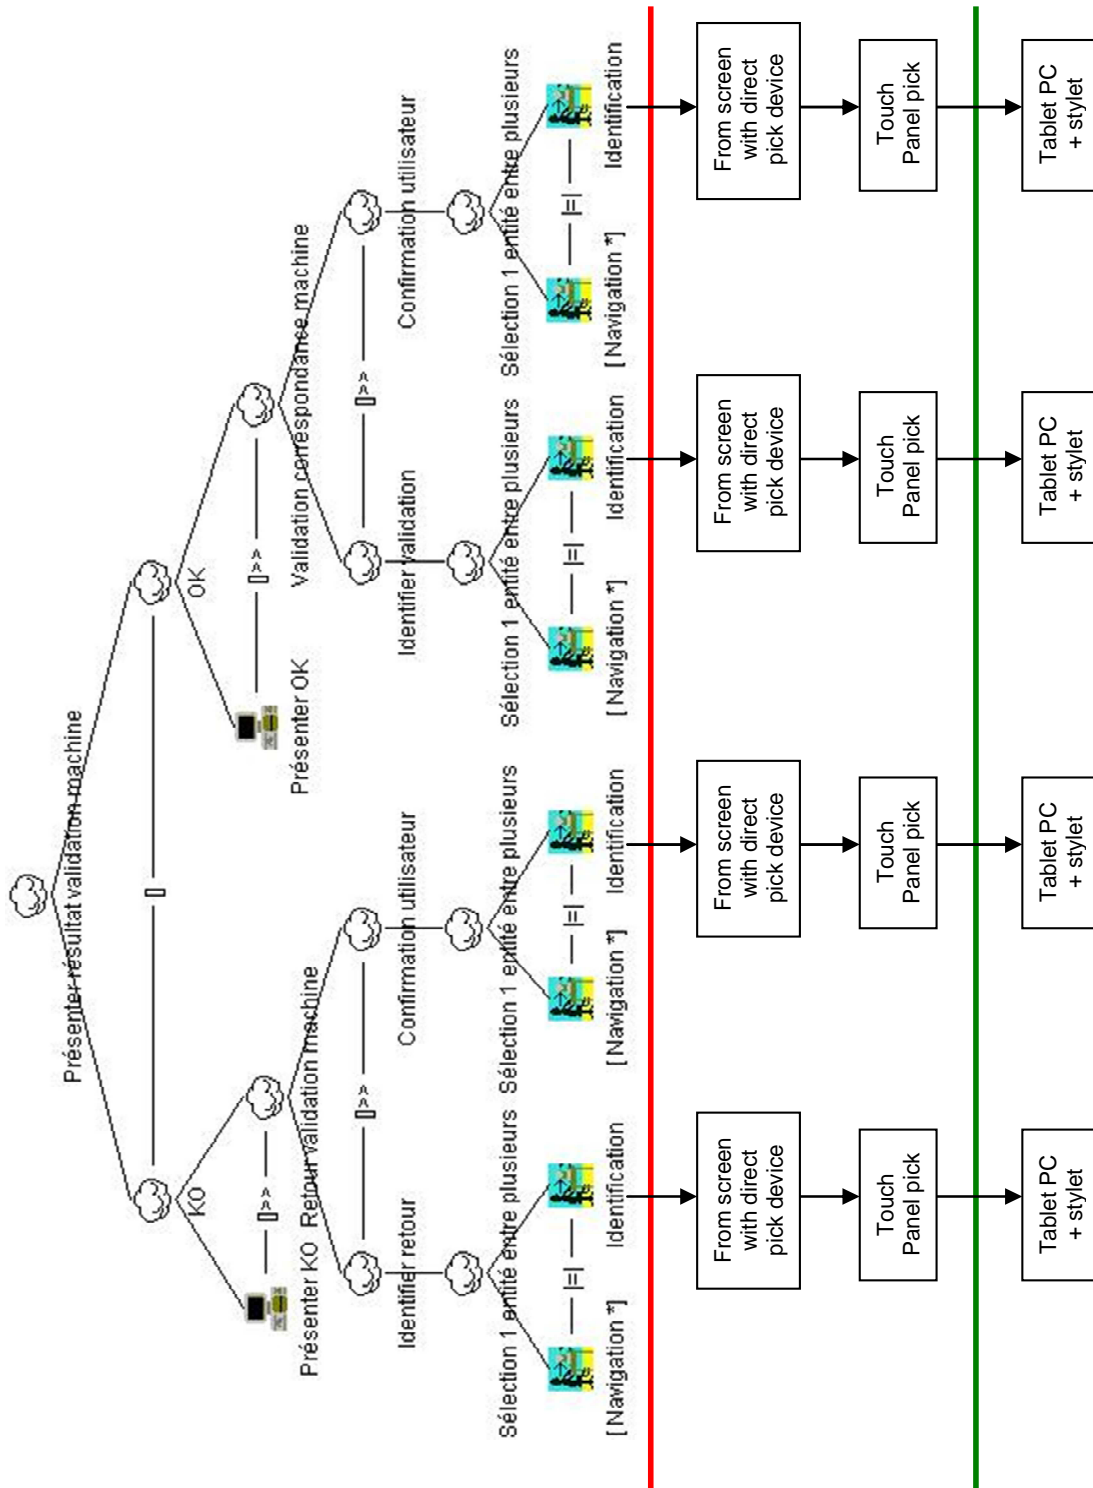 Présenter résultat validation machine
KO
[]
OK
Présenter KO
[]>>
Retour validation machine
Présenter OK
[]>>
Validation correspondance machine
Identifier retour
[]>>
Confirmation utilisateur
Identifier validation
[]>>
Confirmation utilisateur
Sélection 1 entité entre plusieurs
Sélection 1 entité entre plusieurs
Sélection 1 entité entre plusieurs
Sélection 1 entité entre plusieurs
[ Navigation *]
|=|
Identification
[ Navigation *]
|=|
Identification
[ Navigation *]
|=|
Identification
[ Navigation *]
|=|
Identification
From screen
with direct
pick device
From screen
with direct
pick device
From screen
with direct
pick device
From screen
with direct
pick device
Touch
Panel pick
Touch
Panel pick
Touch
Panel pick
Touch
Panel pick
Tablet PC
+ stylet
Tablet PC
+ stylet
Tablet PC
+ stylet
Tablet PC
+ stylet